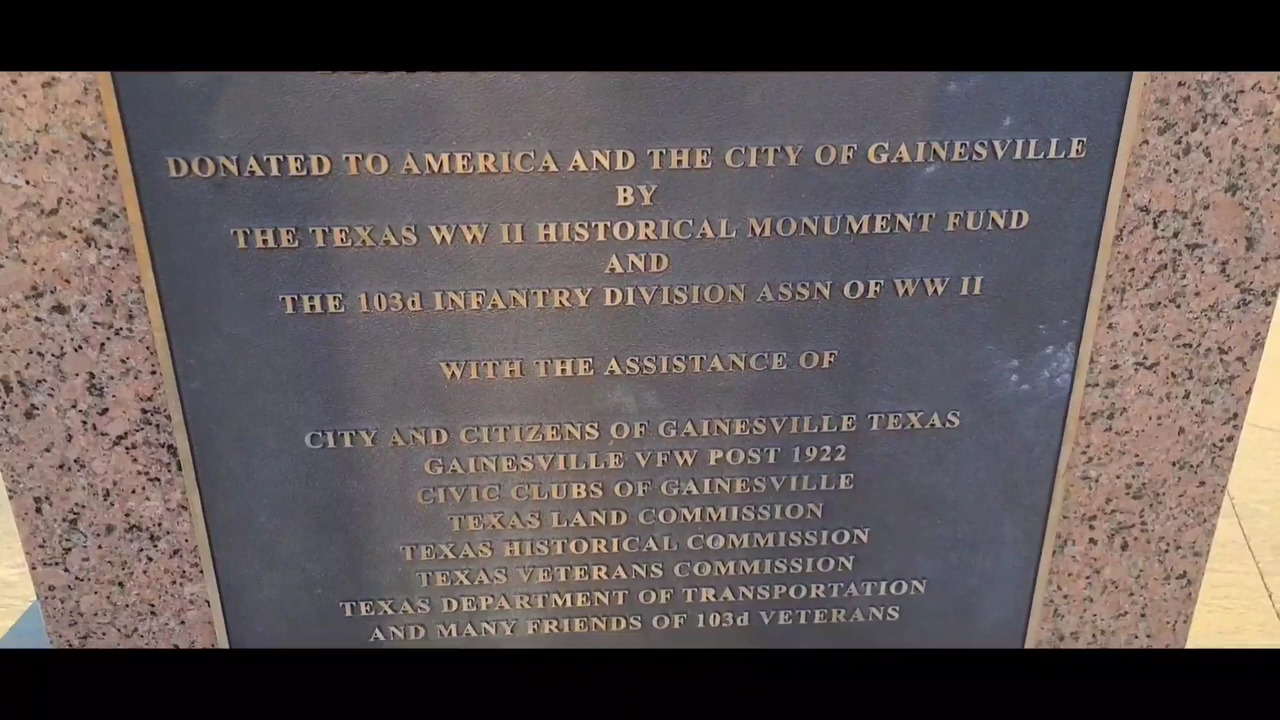 DONATED TO AMERICA AND THE CITY OF GAINESVILLE
BY
THE TEXAS WW II HISTORICAL MONUMENT FUND
AND
THE 103d INFANTRY DIVISION ASSN OF WW II
WITH THE ASSISTANCE OF
CITY AND CITIZENS OF GAINESVILLE TEXAS
GAINESVILLE VFW POST 1922
CIVIC CLUBS OF GAINESVILLE
TEXAS LAND COMMISSION
TEXAS HISTORICAL COMMISSION
TEXAS VETERANS COMMISSION
TEXAS DEPARTMENT OF TRANSPORTATION
AND MANY FRIENDS OF 103d VETERANS